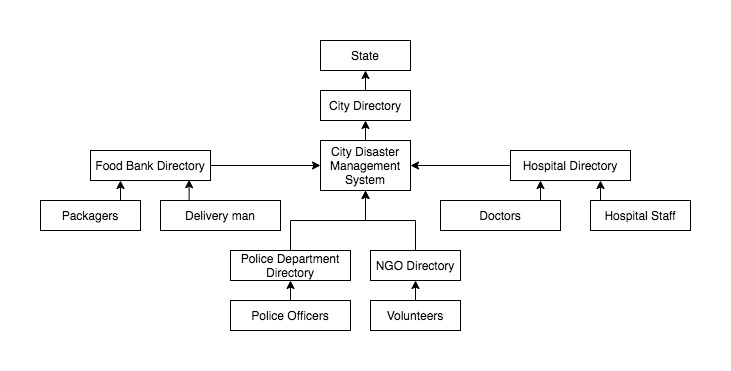 State
City Directory
Food Bank Directory
City Disaster
Management
System
Hospital Directory
Packagers
Delivery man
Doctors
Hospital Staff
Police Department
Directory
NGO Directory
Police Officers
Volunteers